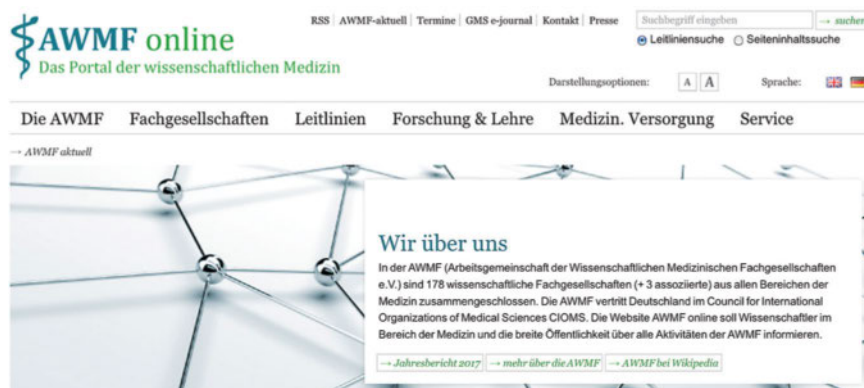 RSS AWMF-aktuell Termine GMS e-journal Kontakt Presse
Suchbegriff eingeben → suchen
Leitliniensuche Seiteninhaltssuche
AWMF online
Das Portal der wissenschaftlichen Medizin
Darstellungsoptionen: A A Sprache:
Die AWMF Fachgesellschaften Leitlinien Forschung & Lehre Medizin. Versorgung Service
→ AWMF aktuell
Wir über uns
In der AWMF (Arbeitsgemeinschaft der Wissenschaftlichen Medizinischen Fachgesellschaften
e.V.) sind 178 wissenschaftliche Fachgesellschaften (+ 3 assoziierte) aus allen Bereichen der
Medizin zusammengeschlossen. Die AWMF vertritt Deutschland im Council for International
Organizations of Medical Sciences CIOMS. Die Website AWMF online soll Wissenschaftler im
Bereich der Medizin und die breite Öffentlichkeit über alle Aktivitäten der AWMF informieren.
→ Jahresbericht 2017 → mehr über die AWMF → AWMF bei Wikipedia